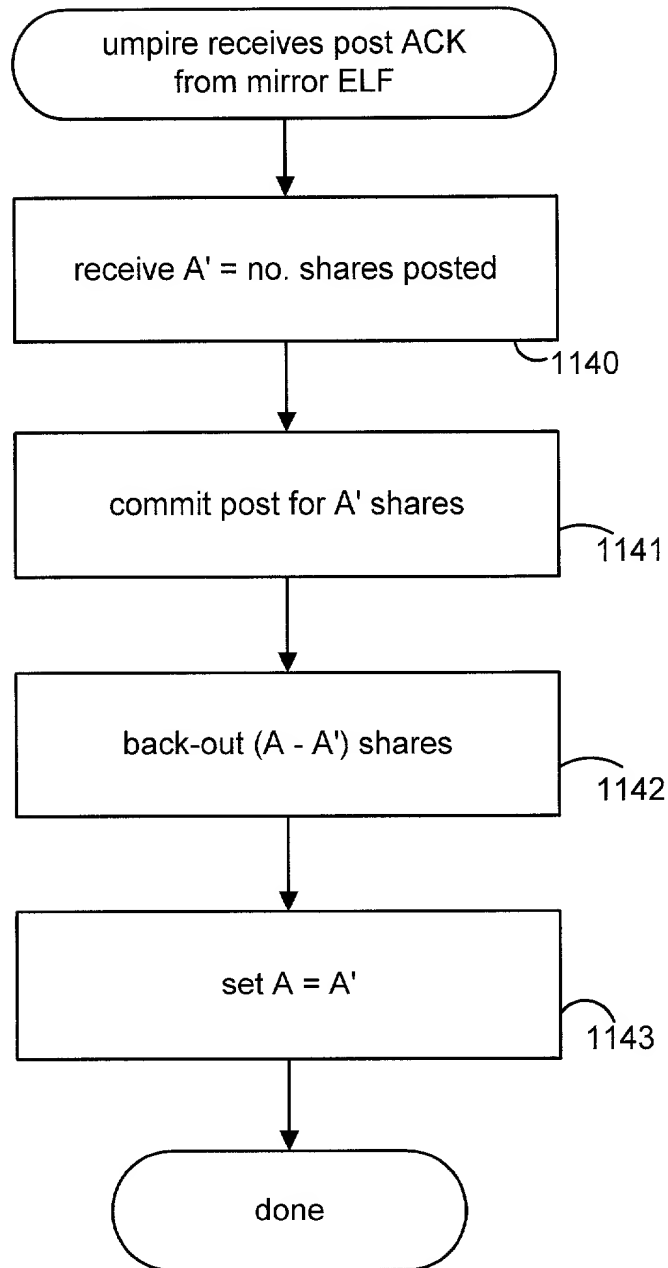 umpire receives post ACK
from mirror ELF
receive A' = no. shares posted
1140
commit post for A' shares
1141
back-out (A - A') shares
1142
set A = A'
1143
done